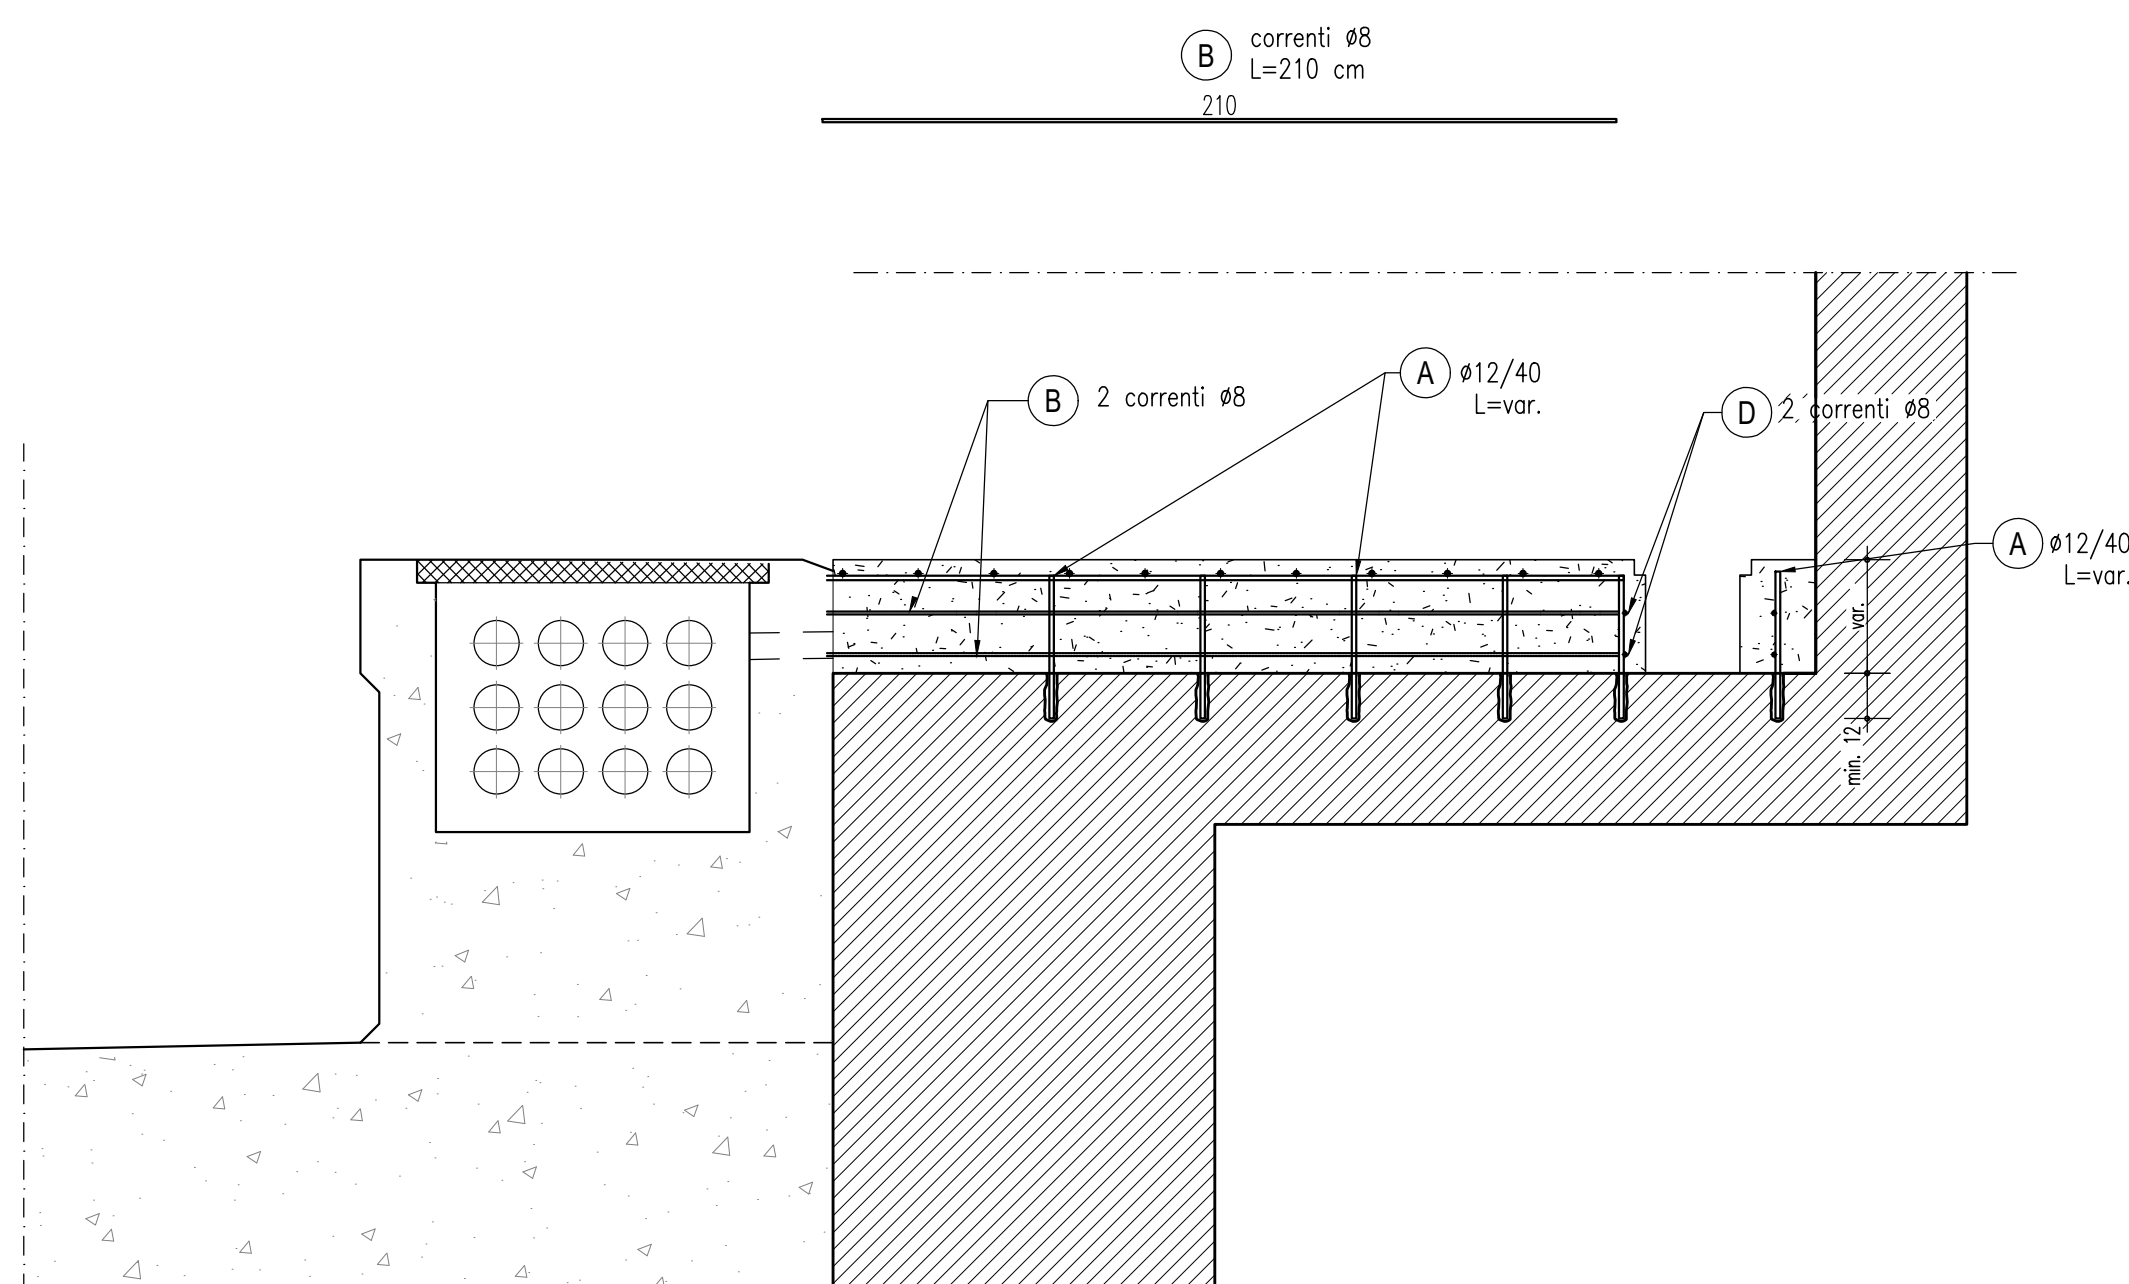 B
correnti ø8
L=210 cm
210
A ø12/40
L=var.
B 2 correnti ø8
D 2 correnti ø8
A ø12/40
L=var.
var.
min. 12